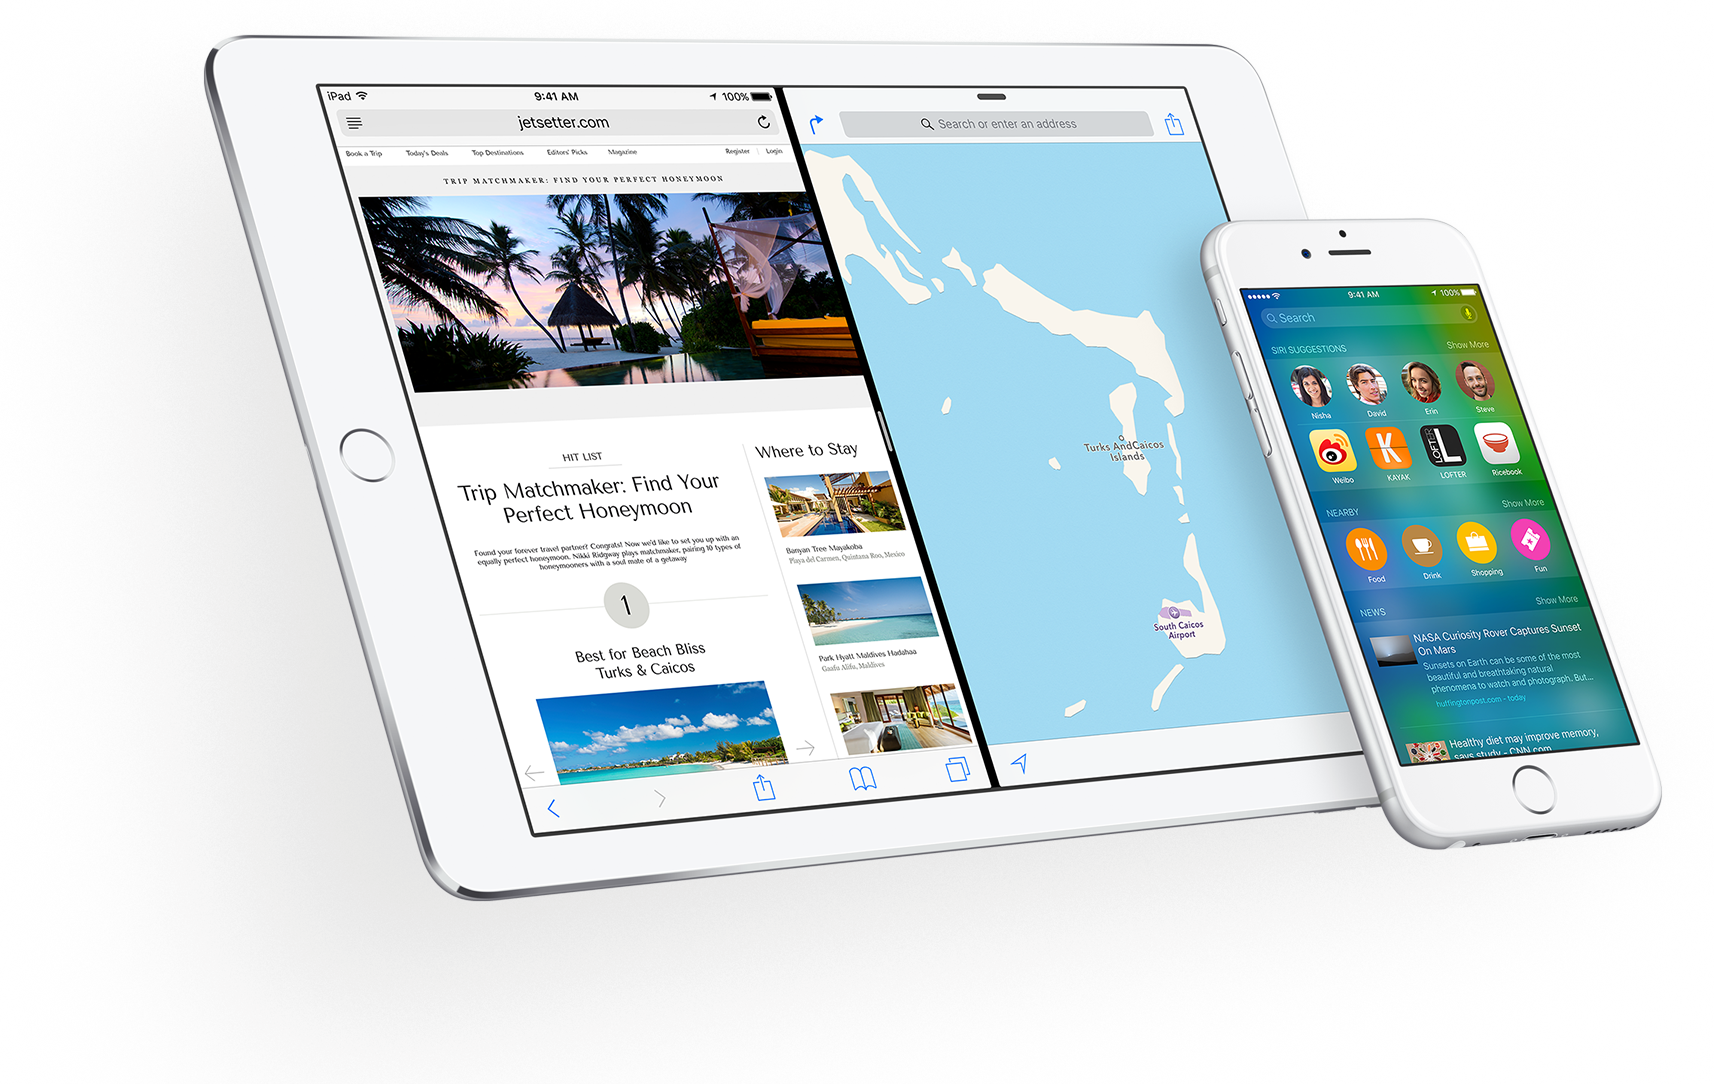 iPad
9:41 AM
100%
jetsetter.com
Book a Trip
Today's Deals
Top Destinations
Editors' Picks
Magazine
Register
Login
TRIP MATCHMAKER: FIND YOUR PERFECT HONEYMOON
HIT LIST
Trip Matchmaker: Find Your
Perfect Honeymoon
Found your forever travel partner? Congrats! Now we'd like to set you up with an
equally perfect honeymoon. Nikki Ridgway plays matchmaker, pairing 10 types of
honeymooners with a soul mate of a getaway
1
Best for Beach Bliss
Turks & Caicos
Where to Stay
Banyan Tree Mayakoba
Playa del Carmen, Quintana Roo, Mexico
Park Hyatt Maldives Hadahaa
Gaafu Alifu, Maldives
Search or enter an address
Turks AndCaicos
Islands
South Caicos
Airport
9:41 AM
100%
Search
SIRI SUGGESTIONS
Show More
Nisha
David
Erin
Steve
LOFTER
Weibo
KAYAK
LOFTER
Ricebook
NEARBY
Show More
Food
Drink
Shopping
Fun
NEWS
Show More
NASA Curiosity Rover Captures Sunset
On Mars
Sunsets on Earth can be some of the most
beautiful and breathtaking natural
phenomena to watch and photograph. But...
huffingtonpost.com - today
Healthy diet may improve memory,
says study - CNN.com